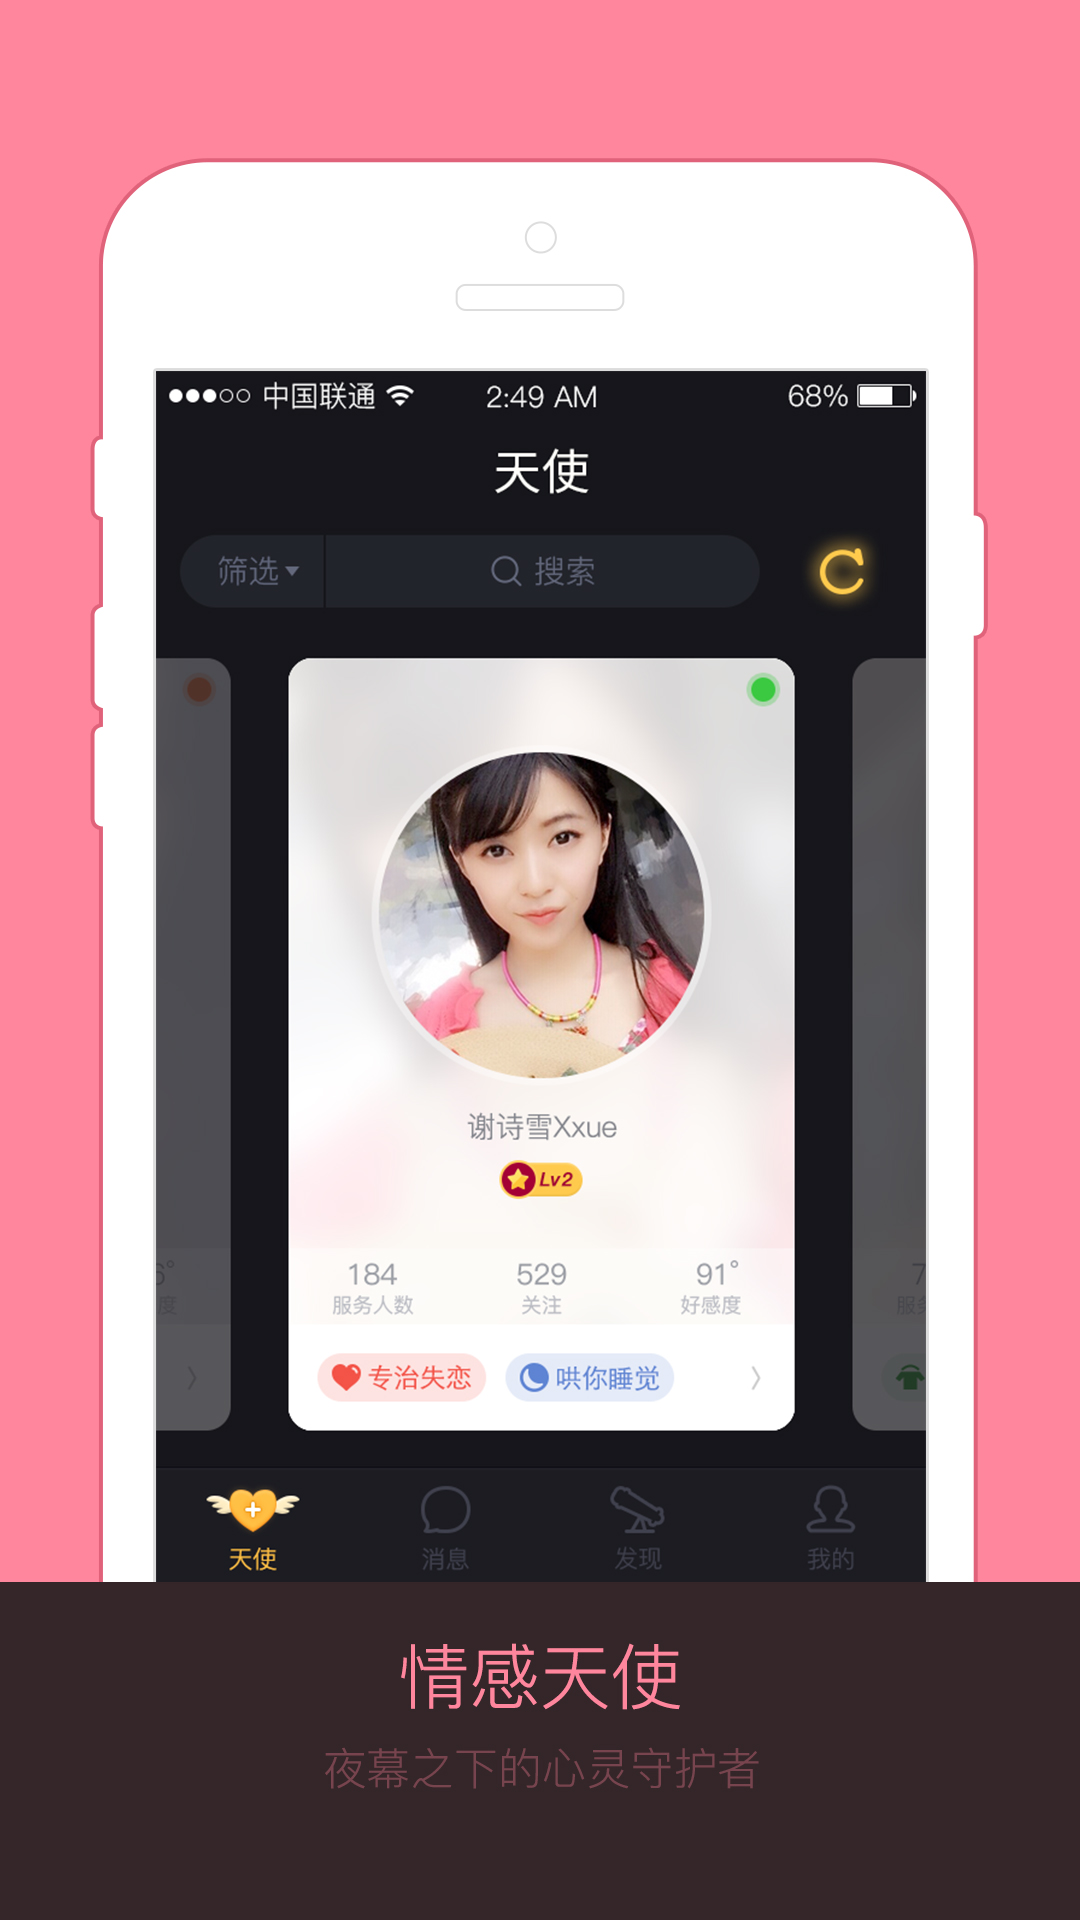 中国联通 2:49 AM 68%
天使
筛选 搜索
谢诗雪Xxue
Lv2
184 529 91°
服务人数 关注 好感度
专治失恋 哄你睡觉
天使 消息 发现 我的
情感天使
夜幕之下的心灵守护者